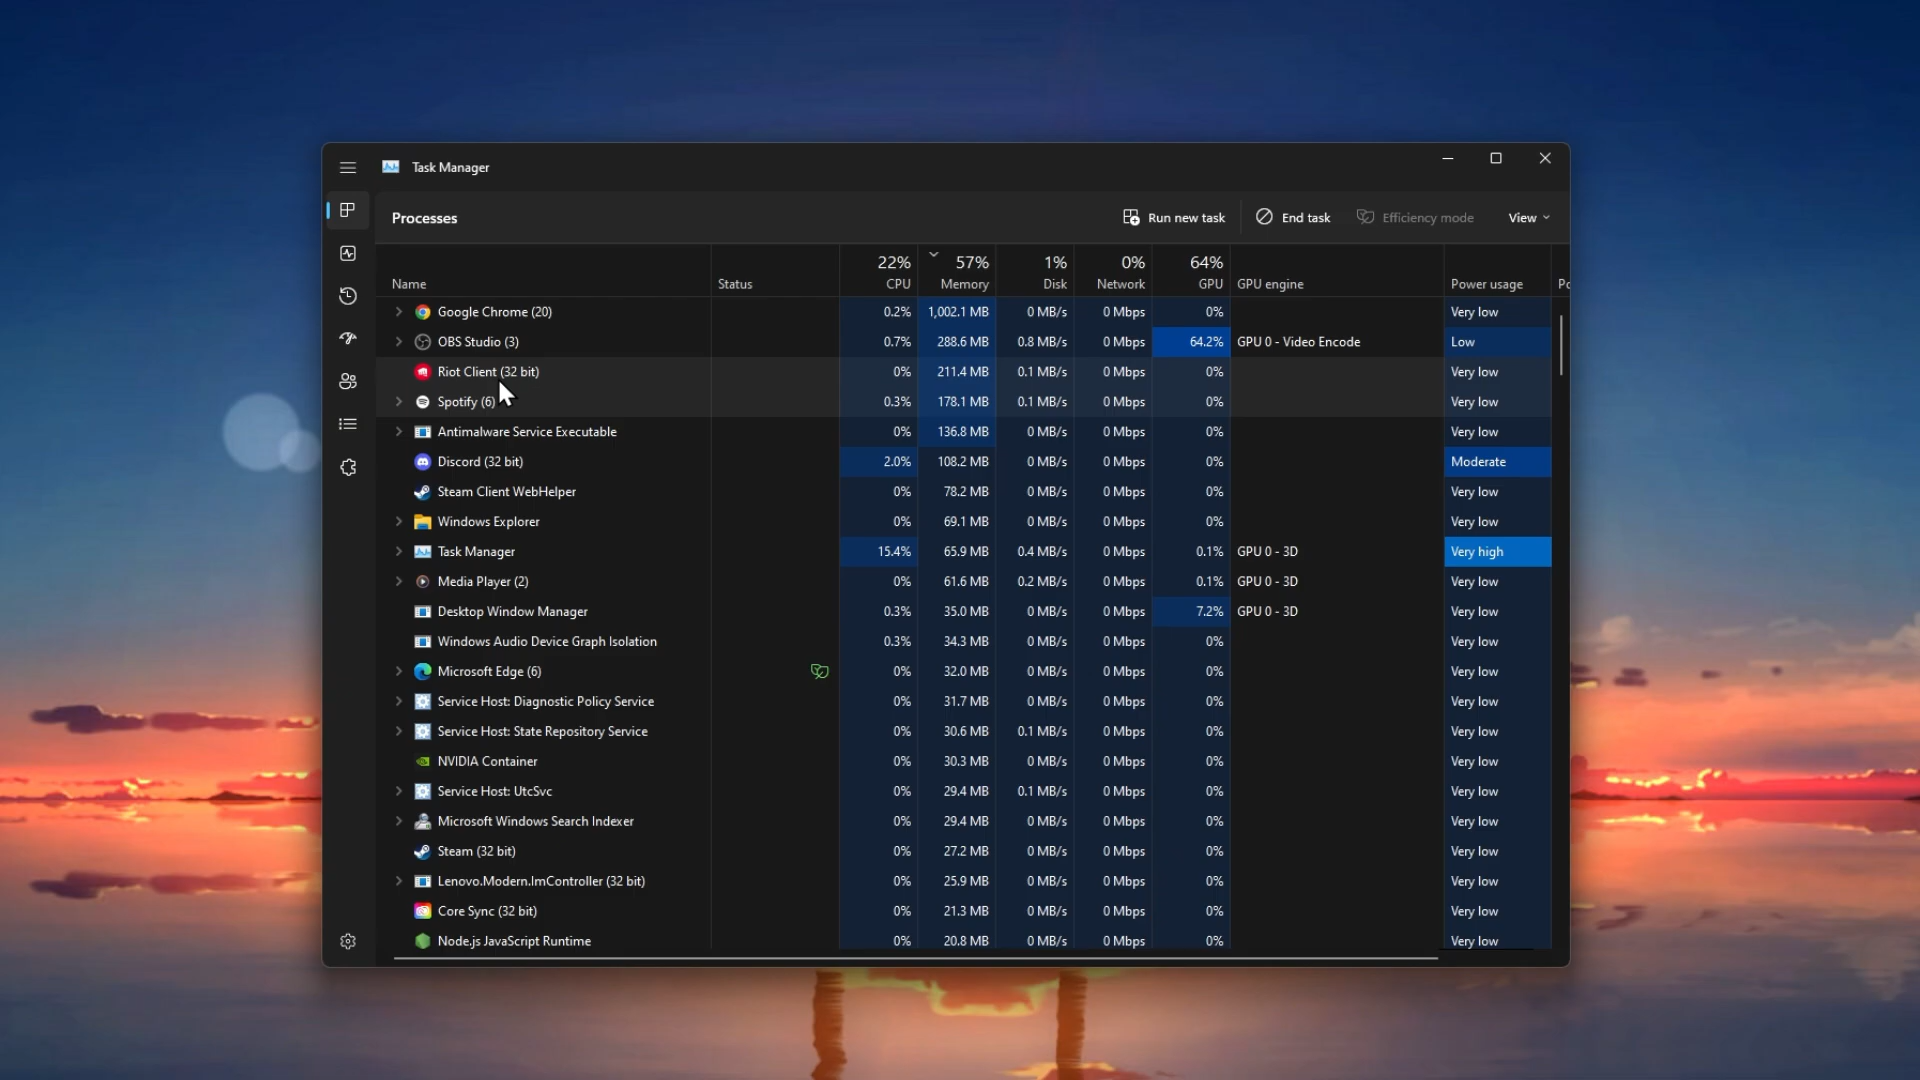 Task Manager
Processes Run new task End task Efficiency mode View
22% 57% 1% 0% 64%
Name Status CPU Memory Disk Network GPU GPU engine Power usage Po
Google Chrome (20) 0.2% 1,002.1 MB 0 MB/s 0 Mbps 0% Very low
OBS Studio (3) 0.7% 288.6 MB 0.8 MB/s 0 Mbps 64.2% GPU 0 - Video Encode Low
Riot Client (32 bit) 0% 211.4 MB 0.1 MB/s 0 Mbps 0% Very low
Spotify (6) 0.3% 178.1 MB 0.1 MB/s 0 Mbps 0% Very low
Antimalware Service Executable 0% 136.8 MB 0 MB/s 0 Mbps 0% Very low
Discord (32 bit) 2.0% 108.2 MB 0 MB/s 0 Mbps 0% Moderate
Steam Client WebHelper 0% 78.2 MB 0 MB/s 0 Mbps 0% Very low
Windows Explorer 0% 69.1 MB 0 MB/s 0 Mbps 0% Very low
Task Manager 15.4% 65.9 MB 0.4 MB/s 0 Mbps 0.1% GPU 0 - 3D Very high
Media Player (2) 0% 61.6 MB 0.2 MB/s 0 Mbps 0.1% GPU 0 - 3D Very low
Desktop Window Manager 0.3% 35.0 MB 0 MB/s 0 Mbps 7.2% GPU 0 - 3D Very low
Windows Audio Device Graph Isolation 0.3% 34.3 MB 0 MB/s 0 Mbps 0% Very low
Microsoft Edge (6) 0% 32.0 MB 0 MB/s 0 Mbps 0% Very low
Service Host: Diagnostic Policy Service 0% 31.7 MB 0 MB/s 0 Mbps 0% Very low
Service Host: State Repository Service 0% 30.6 MB 0.1 MB/s 0 Mbps 0% Very low
NVIDIA Container 0% 30.3 MB 0 MB/s 0 Mbps 0% Very low
Service Host: UtcSvc 0% 29.4 MB 0.1 MB/s 0 Mbps 0% Very low
Microsoft Windows Search Indexer 0% 29.4 MB 0 MB/s 0 Mbps 0% Very low
Steam (32 bit) 0% 27.2 MB 0 MB/s 0 Mbps 0% Very low
Lenovo.Modern.ImController (32 bit) 0% 25.9 MB 0 MB/s 0 Mbps 0% Very low
Core Sync (32 bit) 0% 21.3 MB 0 MB/s 0 Mbps 0% Very low
Node.js JavaScript Runtime 0% 20.8 MB 0 MB/s 0 Mbps 0% Very low